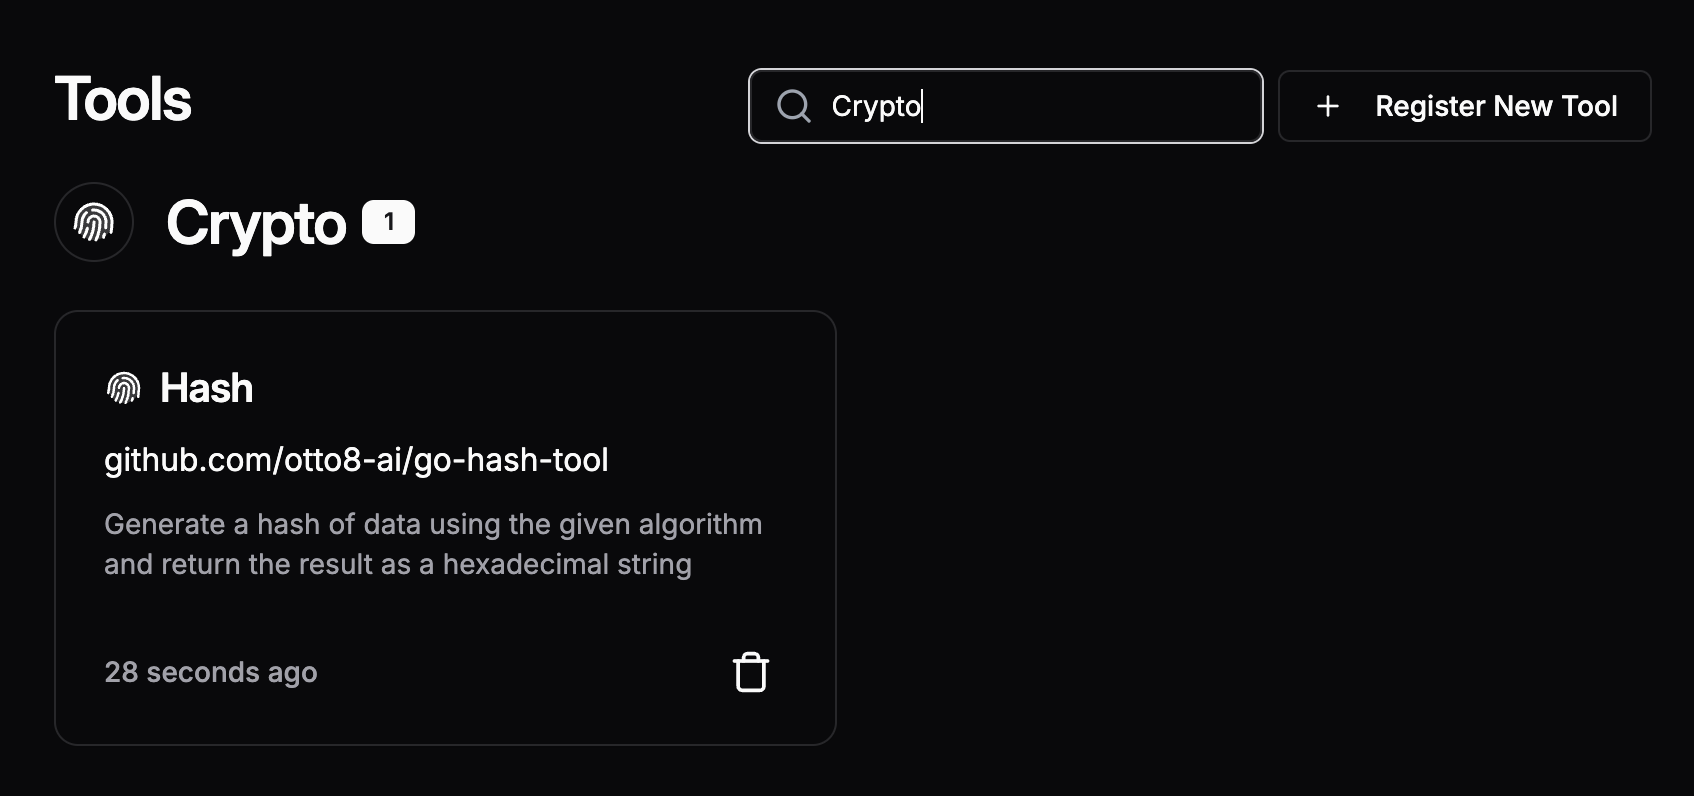 Tools
Crypto
Register New Tool
Crypto 1
Hash
github.com/otto8-ai/go-hash-tool
Generate a hash of data using the given algorithm
and return the result as a hexadecimal string
28 seconds ago